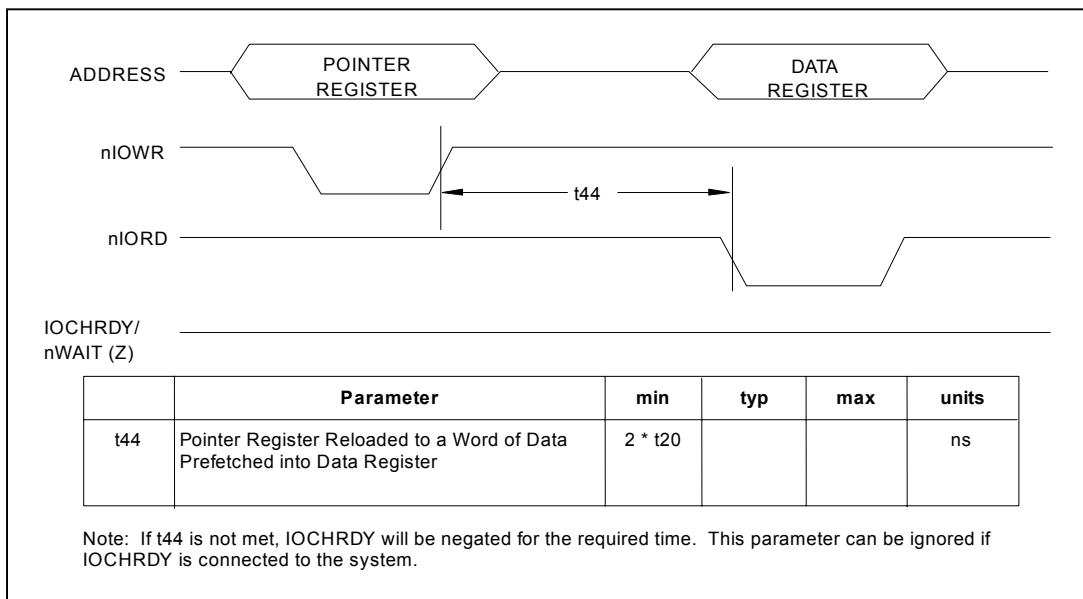 ADDRESS
POINTER
REGISTER
DATA
REGISTER
nIOWR
t44
nIORD
IOCHRDY/
nWAIT (Z)
Parameter min typ max units
t44 Pointer Register Reloaded to a Word of Data 2 * t20 ns
Prefetched into Data Register
Note: If t44 is not met, IOCHRDY will be negated for the required time. This parameter can be ignored if
IOCHRDY is connected to the system.